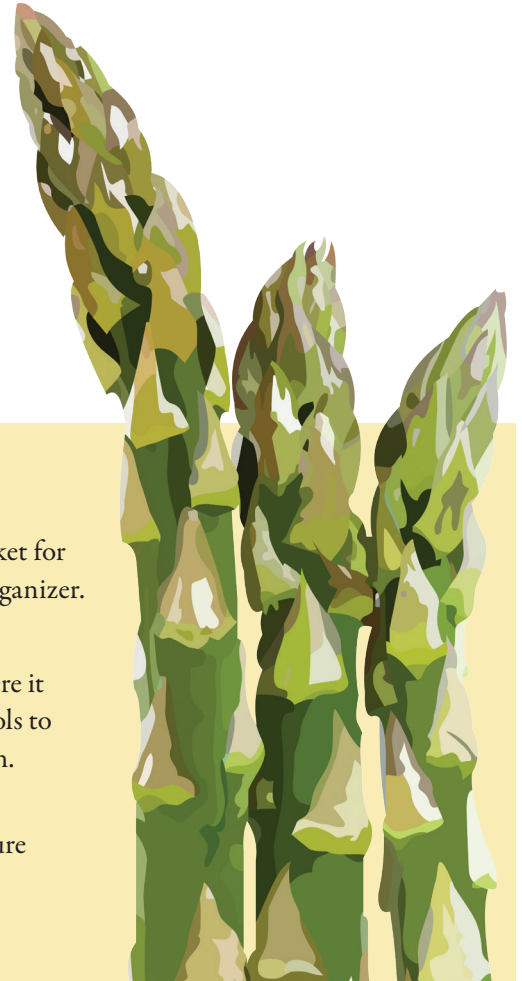 ket for
ganizer.
re it
ols to
n.
ure